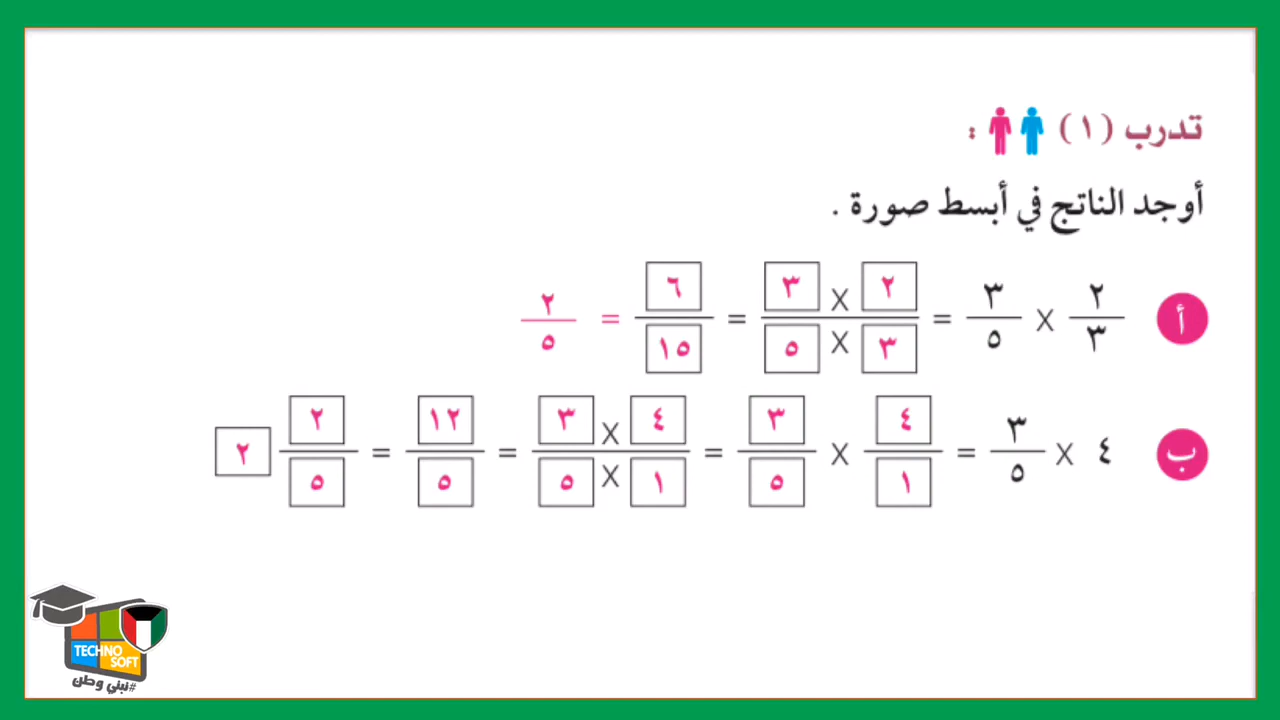 تدرب (١) :
أوجد الناتج في أبسط صورة .
أ ٢/٣ × ٣/٥ = (٢ × ٣)/(٣ × ٥) = ٦/١٥ = ٢/٥
ب ٤ × ٣/٥ = ٤/١ × ٣/٥ = (٤ × ٣)/(١ × ٥) = ١٢/٥ = ٢/٥ ٢
TECHNO
SOFT
#نبني وطن